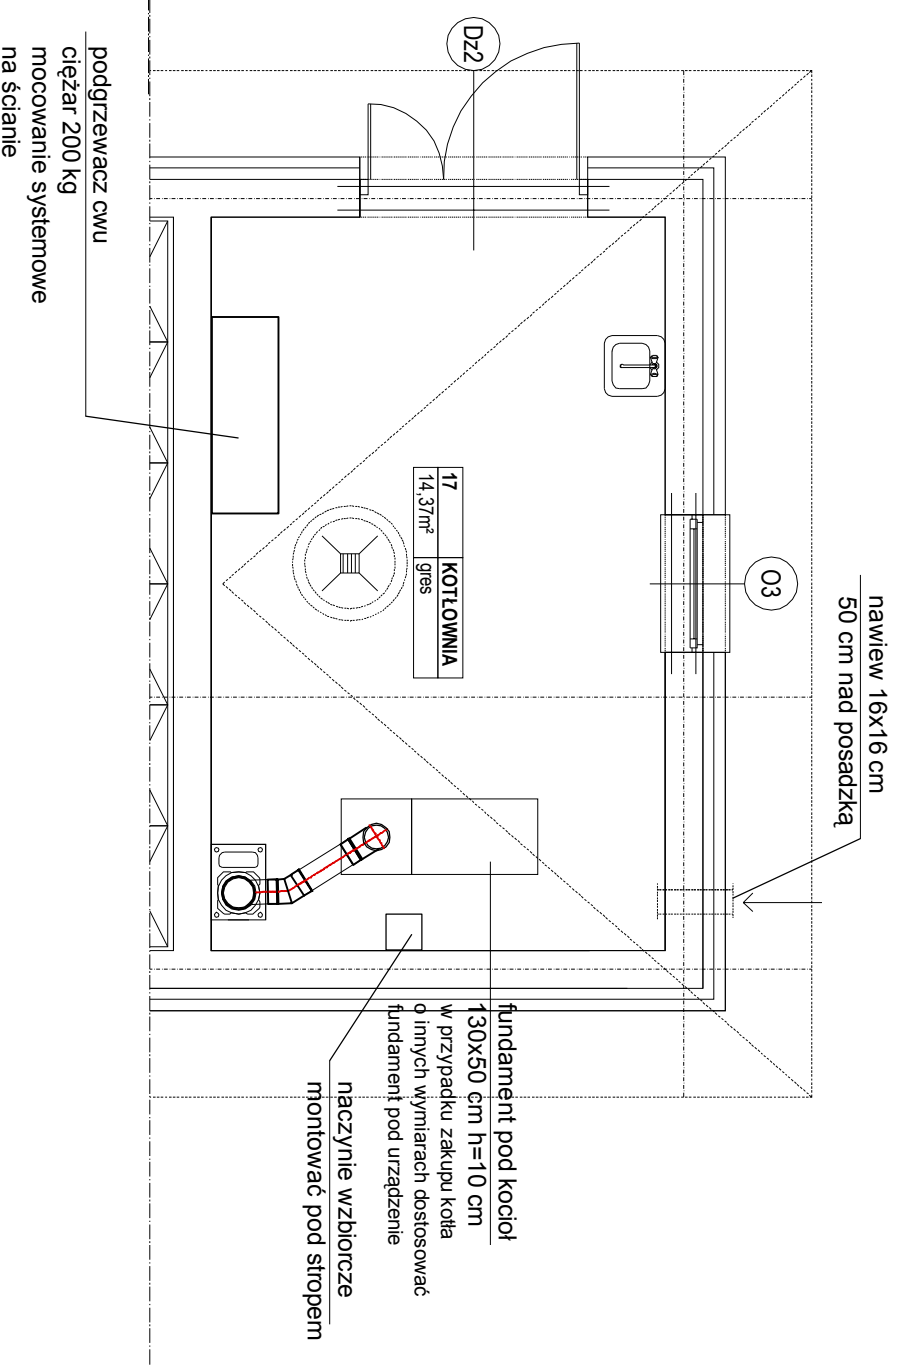 nawiew 16x16 cm
50 cm nad posadzką
O3
Dz2
17
KOTŁOWNIA
14,37m²
gres
fundament pod kocioł
130x50 cm h=10 cm
w przypadku zakupu kotła
o innych wymiarach dostosować
fundament pod urządzenie
naczynie wzbiorcze
montować pod stropem
podgrzewacz cwu
ciężar 200 kg
mocowanie systemowe
na ścianie